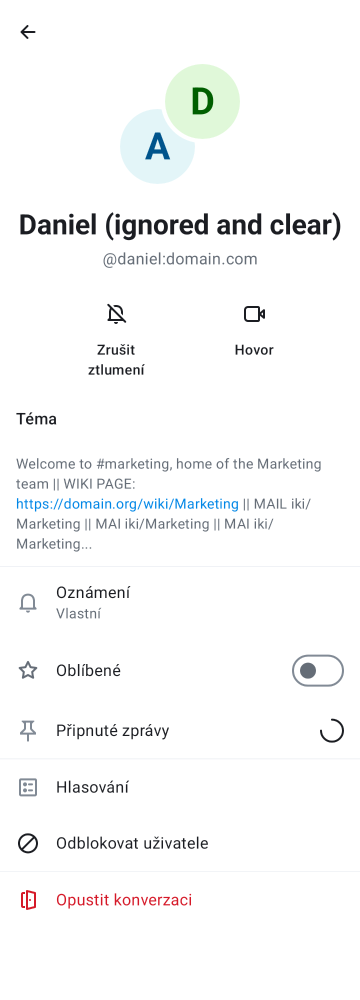 D
A
Daniel (ignored and clear)
@daniel:domain.com
Zrušit
ztlumení
Hovor
Téma
Welcome to #marketing, home of the Marketing
team || WIKI PAGE:
https://domain.org/wiki/Marketing || MAIL iki/
Marketing || MAI iki/Marketing || MAI iki/
Marketing...
Oznámení
Vlastní
Oblíbené
Připnuté zprávy
Hlasování
Odblokovat uživatele
Opustit konverzaci